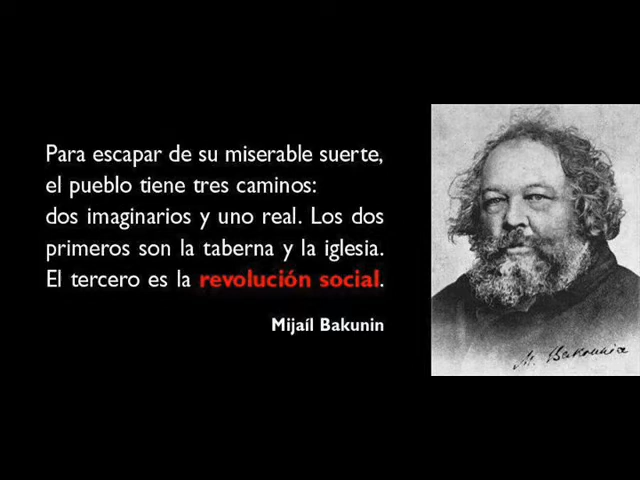 Para escapar de su miserable suerte,
el pueblo tiene tres caminos:
dos imaginarios y uno real. Los dos
primeros son la taberna y la iglesia.
El tercero es la revolución social.
Mijaíl Bakunin
M. Bakounine